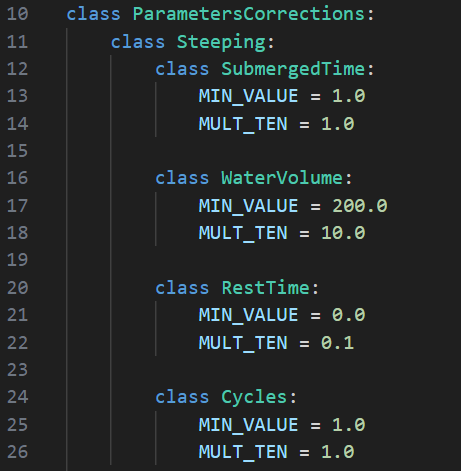 10 class ParametersCorrections:
11     class Steeping:
12         class SubmergedTime:
13             MIN_VALUE = 1.0
14             MULT_TEN = 1.0
15
16         class WaterVolume:
17             MIN_VALUE = 200.0
18             MULT_TEN = 10.0
19
20         class RestTime:
21             MIN_VALUE = 0.0
22             MULT_TEN = 0.1
23
24         class Cycles:
25             MIN_VALUE = 1.0
26             MULT_TEN = 1.0